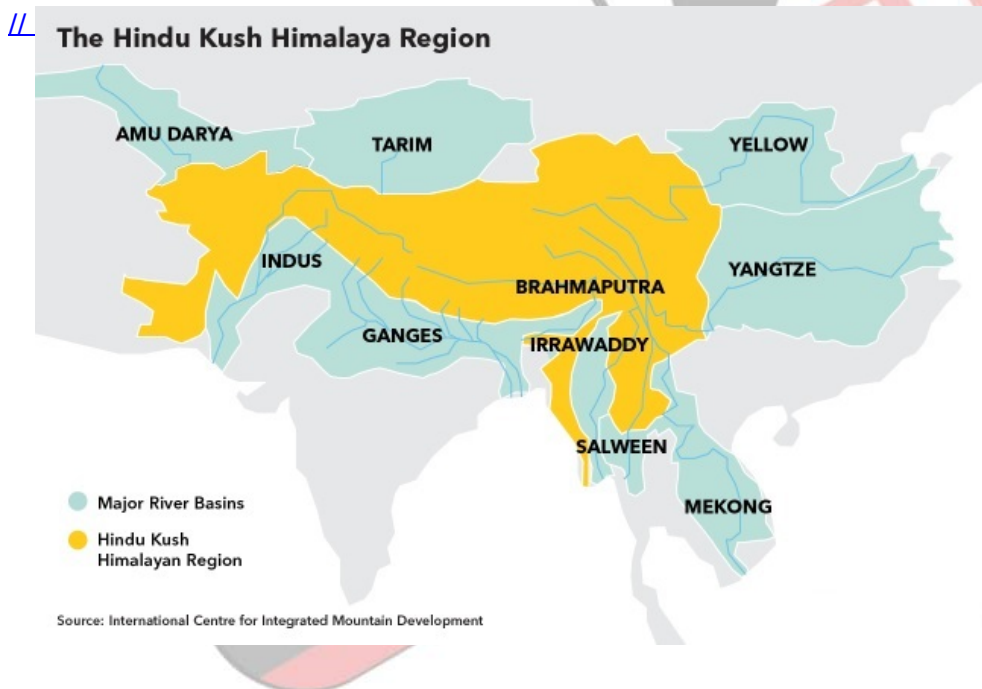 //
The Hindu Kush Himalaya Region
AMU DARYA
TARIM
YELLOW
INDUS
YANGTZE
BRAHMAPUTRA
GANGES
IRRAWADDY
SALWEEN
MEKONG
Major River Basins
Hindu Kush
Himalayan Region
Source: International Centre for Integrated Mountain Development